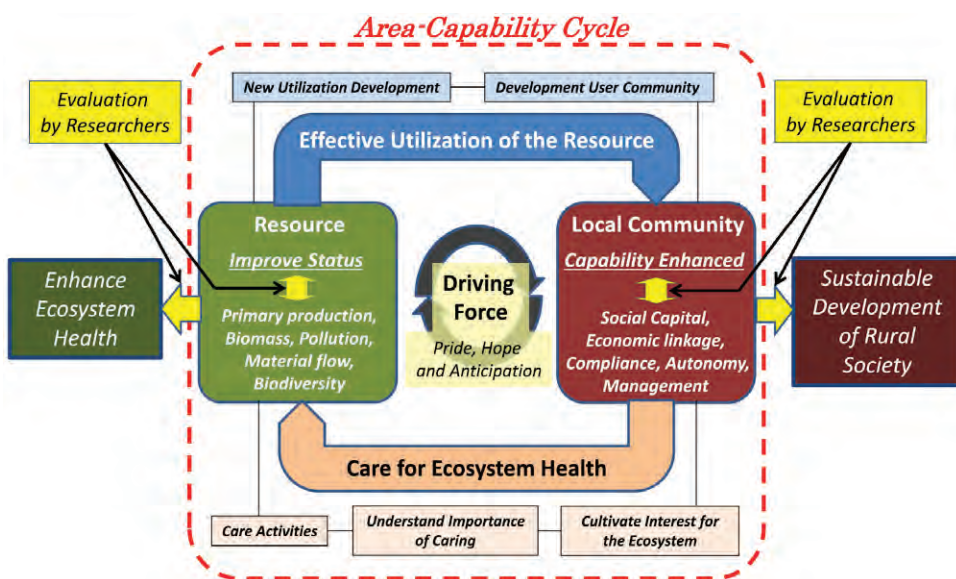 Area-Capability Cycle
Evaluation
by Researchers
New Utilization Development
Development User Community
Evaluation
by Researchers
Effective Utilization of the Resource
Resource
Improve Status
Primary production,
Biomass, Pollution,
Material flow,
Biodiversity
Driving
Force
Pride, Hope
and Anticipation
Local Community
Capability Enhanced
Social Capital,
Economic linkage,
Compliance, Autonomy,
Management
Enhance
Ecosystem
Health
Sustainable
Development
of Rural
Society
Care for Ecosystem Health
Care Activities
Understand Importance
of Caring
Cultivate Interest for
the Ecosystem